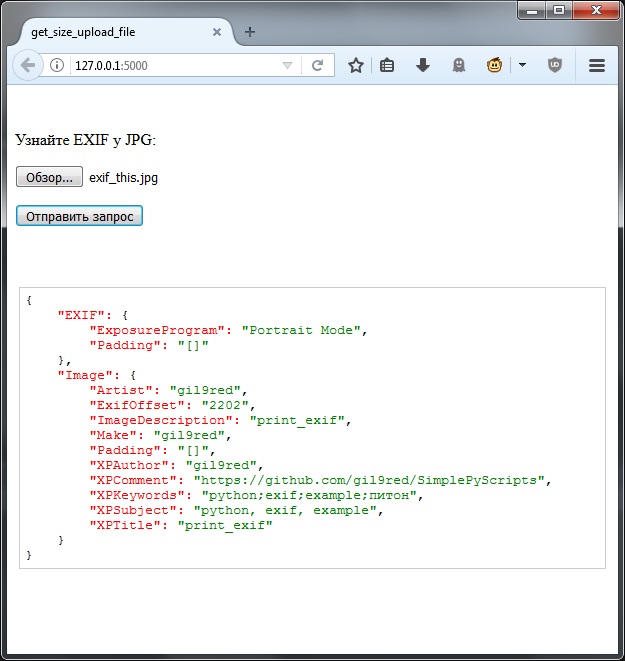 get_size_upload_file
127.0.0.1:5000
Узнайте EXIF у JPG:
Обзор... exif_this.jpg
Отправить запрос
{
    "EXIF": {
        "ExposureProgram": "Portrait Mode",
        "Padding": "[]"
    },
    "Image": {
        "Artist": "gil9red",
        "ExifOffset": "2202",
        "ImageDescription": "print_exif",
        "Make": "gil9red",
        "Padding": "[]",
        "XPAuthor": "gil9red",
        "XPComment": "https://github.com/gil9red/SimplePyScripts",
        "XPKeywords": "python;exif;example;питон",
        "XPSubject": "python, exif, example",
        "XPTitle": "print_exif"
    }
}